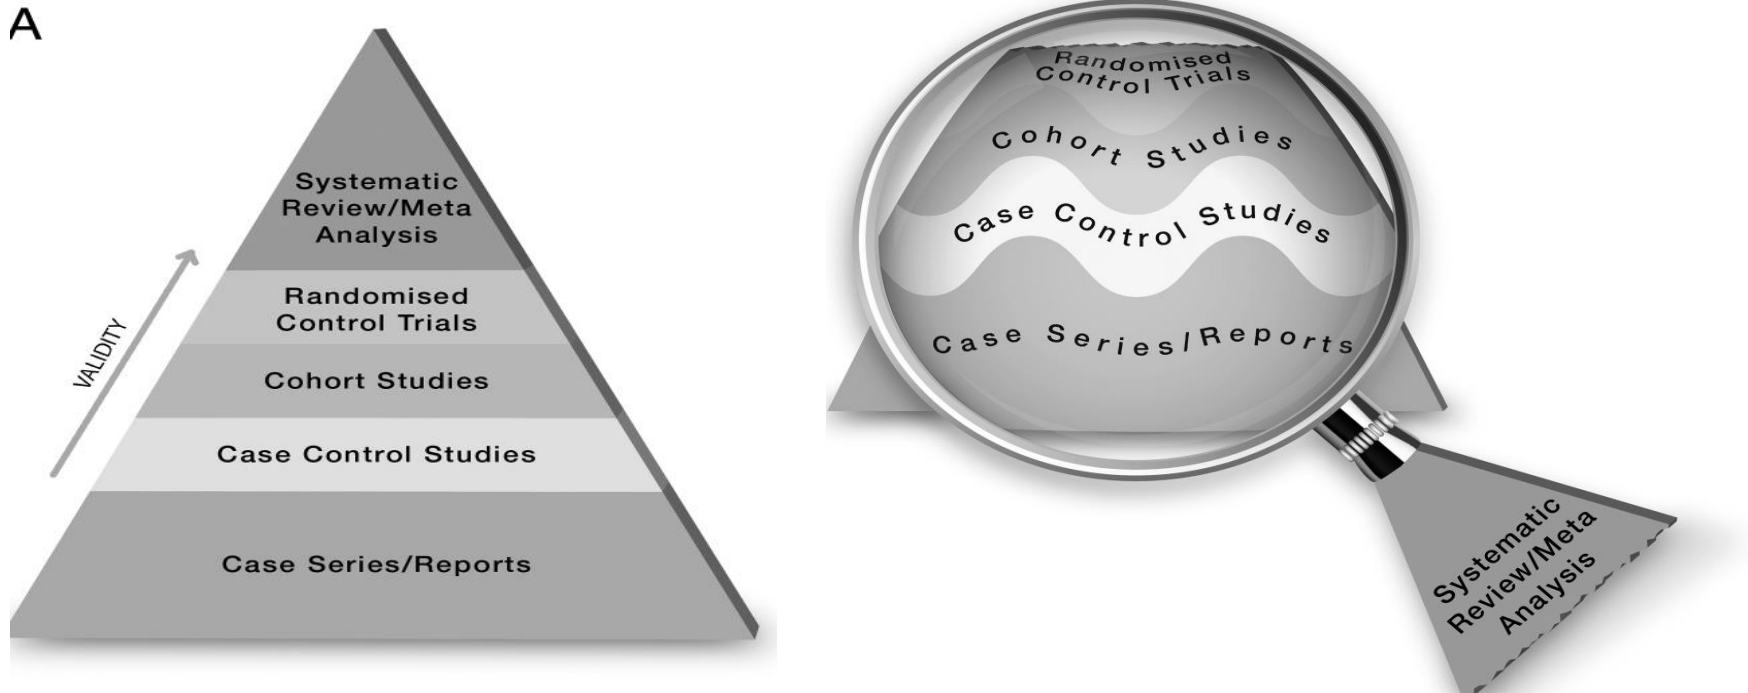 A
Systematic
Review/Meta
Analysis
Randomised
Control Trials
Cohort Studies
Case Control Studies
Case Series/Reports
VALIDITY
Randomised
Control Trials
Cohort Studies
Case Control Studies
Case Series/Reports
Systematic
Review/Meta
Analysis